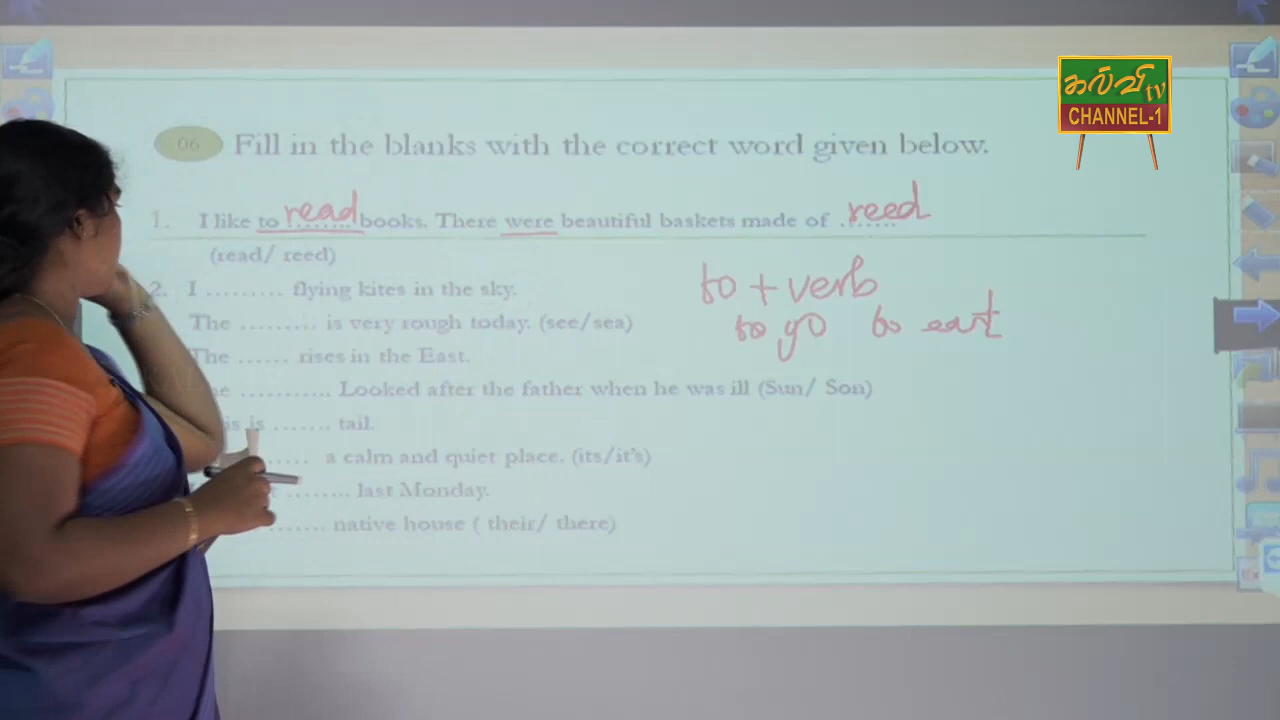 கல்வி tv
CHANNEL-1
06 Fill in the blanks with the correct word given below.
1. I like to read books. There were beautiful baskets made of reed
(read/ reed)
to + verb
to go to eat
2. I ......... flying kites in the sky.
The ......... is very rough today. (see/sea)
The ...... rises in the East.
........... Looked after the father when he was ill (Sun/ Son)
is ....... tail.
...... a calm and quiet place. (its/it's)
........ last Monday.
....... native house ( their/ there)